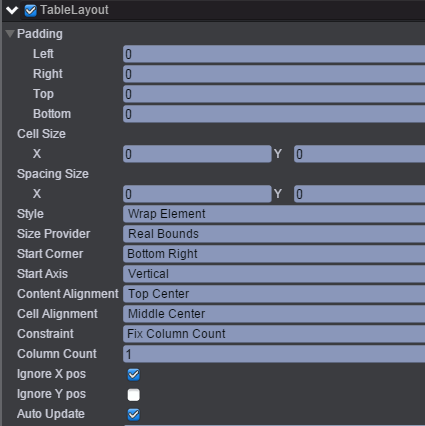 TableLayout
Padding
Left 0
Right 0
Top 0
Bottom 0
Cell Size
X 0 Y 0
Spacing Size
X 0 Y 0
Style Wrap Element
Size Provider Real Bounds
Start Corner Bottom Right
Start Axis Vertical
Content Alignment Top Center
Cell Alignment Middle Center
Constraint Fix Column Count
Column Count 1
Ignore X pos
Ignore Y pos
Auto Update